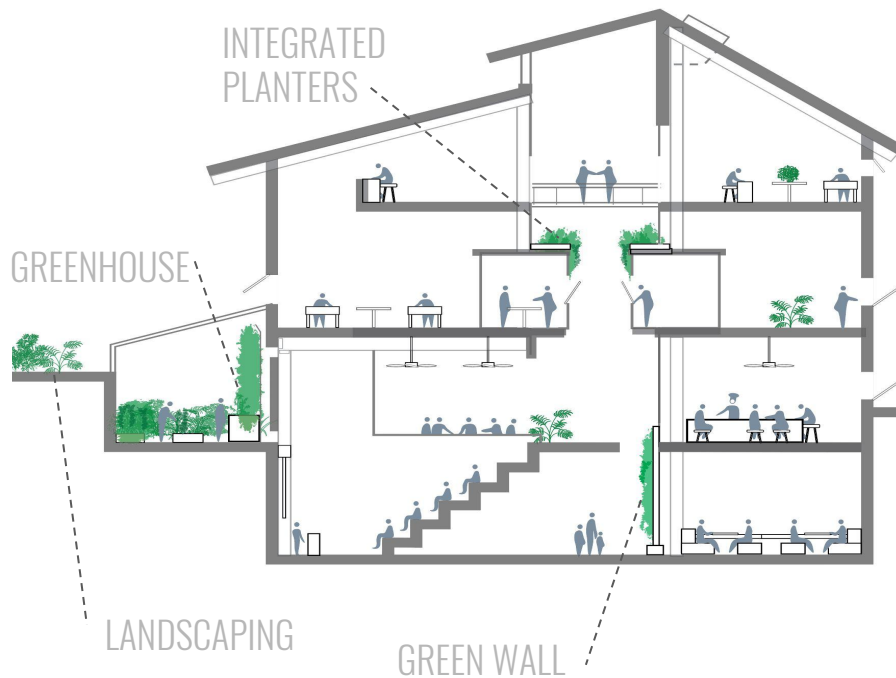 INTEGRATED
PLANTERS
GREENHOUSE
LANDSCAPING
GREEN WALL